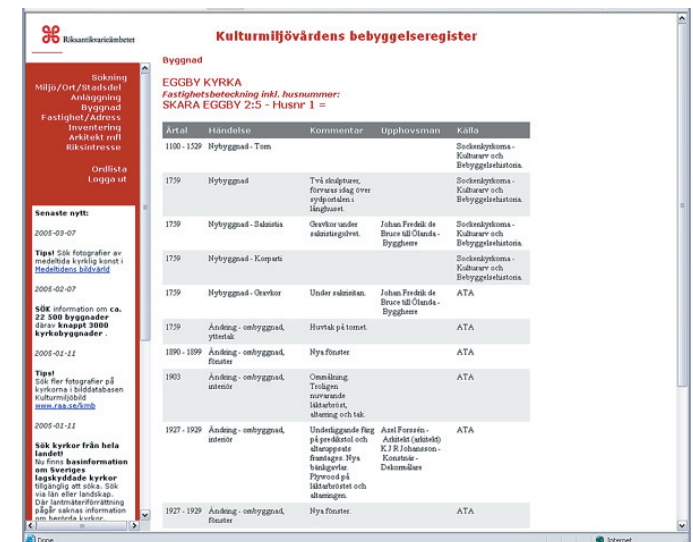 Riksantikvarieämbetet
Kulturmiljövårdens bebyggelseregister
Sökning
Miljö/Ort/Stadsdel
Anläggning
Byggnad
Fastighet/Adress
Inventering
Arkitekt mfl
Riksintresse
Ordlista
Logga ut
Senaste nytt:
2005-03-07
Tips! Sök fotografier av
medeltida kyrklig konst i
Medeltidens bildvärld
2005-02-07
SÖK information om ca.
22 500 byggnader
därav knappt 3000
kyrkobyggnader .
2005-01-11
Tips!
Sök fler fotografier på
kyrkorna i bilddatabasen
Kulturmiljöbild
www.raa.se/kmb
2005-01-11
Sök kyrkor från hela
landet!
Nu finns basinformation
om Sveriges
lagskyddade kyrkor
tillgänglig att söka. Sök
via län eller landskap.
Där lantmäteriförrättning
pågår saknas information
om berörda kyrkor.
Byggnad
EGGBY KYRKA
Fastighetsbeteckning inkl. husnummer:
SKARA EGGBY 2:5 - Husnr 1 =
Årtal Händelse Kommentar Upphovsman Källa
1100 - 1529 Nybyggnad - Torn Sockenkyrkorna -
Kulturarv och
Bebyggelsehistoria.
1759 Nybyggnad Två skulpturer, Sockenkyrkorna -
förvaras idag över Kulturarv och
sydportalen i Bebyggelsehistoria.
långhuset.
1759 Nybyggnad - Sakristia Gravkor under Johan Fredrik de Sockenkyrkorna -
sakristiegolvet. Bruce till Ölanda - Kulturarv och
Byggherre Bebyggelsehistoria.
1759 Nybyggnad - Korparti Sockenkyrkorna -
Kulturarv och
Bebyggelsehistoria.
1759 Nybyggnad - Gravkor Under sakristian. Johan Fredrik de ATA
Bruce till Ölanda -
Byggherre
1759 Ändring - ombyggnad, Huvtak på tornet. ATA
yttertak
1890 - 1899 Ändring - ombyggnad, Nya fönster ATA
fönster
1903 Ändring - ombyggnad, Ommålning. ATA
interiör Troligen
nuvarande
läktarbröst,
altarring och tak.
1927 - 1929 Ändring - ombyggnad, Underliggande färg Axel Forssén - ATA
interiör på predikstol och Arkitekt (arkitekt)
altaruppsats K J R Johansson -
framtages. Nya Konstnär -
bänkgavlar. Dekormålare
Plywood på
läktarbröstet och
altarringen.
1927 - 1929 Ändring - ombyggnad, Nya fönster. ATA
fönster
Done Internet